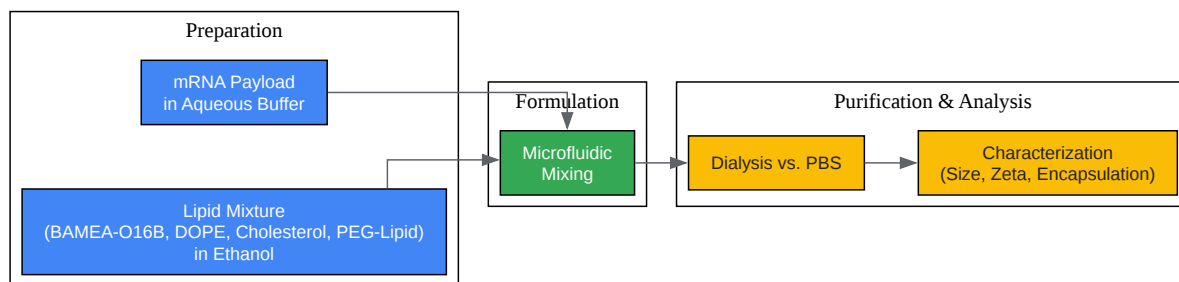 Preparation
mRNA Payload
in Aqueous Buffer
Lipid Mixture
(BAMEA-O16B, DOPE, Cholesterol, PEG-Lipid)
in Ethanol
Formulation
Microfluidic
Mixing
Purification & Analysis
Dialysis vs. PBS
Characterization
(Size, Zeta, Encapsulation)